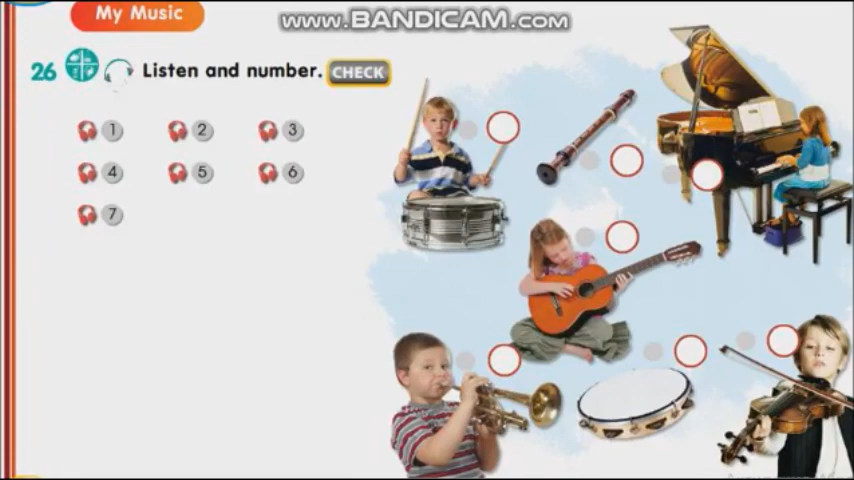 My Music
www.BANDICAM.com
26 Listen and number. CHECK
1 2 3
4 5 6
7